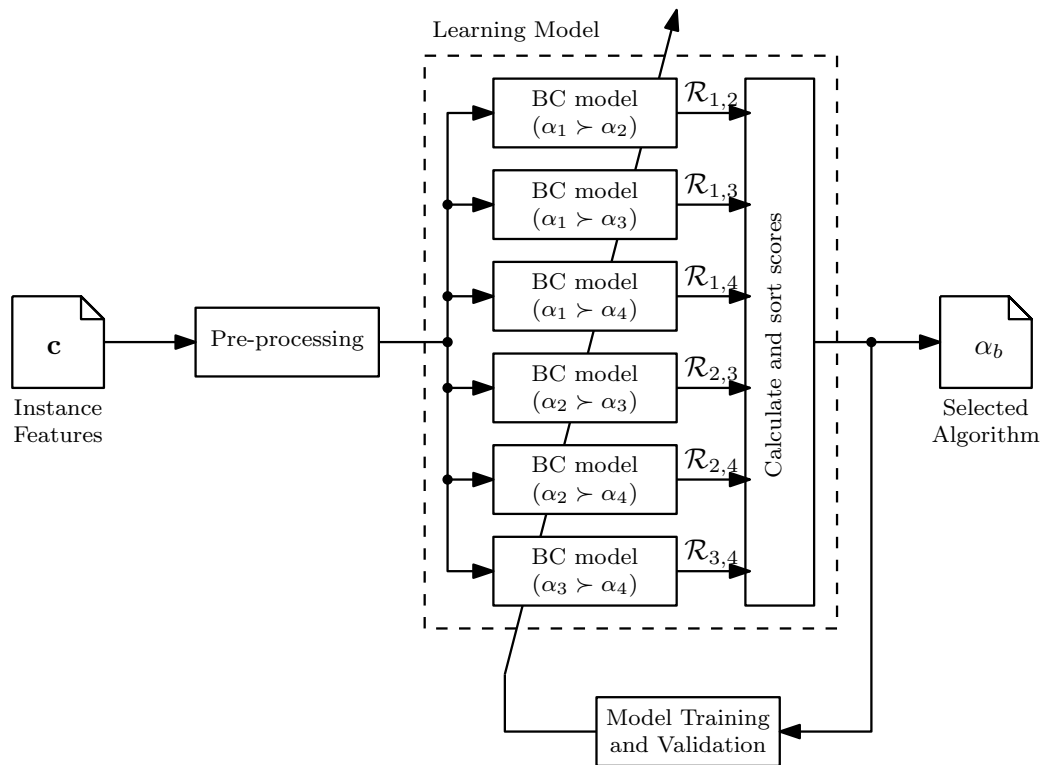 Learning Model
BC model
(α₁ ≻ α₂)
ℛ₁,₂
BC model
(α₁ ≻ α₃)
ℛ₁,₃
BC model
(α₁ ≻ α₄)
ℛ₁,₄
BC model
(α₂ ≻ α₃)
ℛ₂,₃
BC model
(α₂ ≻ α₄)
ℛ₂,₄
BC model
(α₃ ≻ α₄)
ℛ₃,₄
Calculate and sort scores
c
Instance
Features
Pre-processing
α_b
Selected
Algorithm
Model Training
and Validation